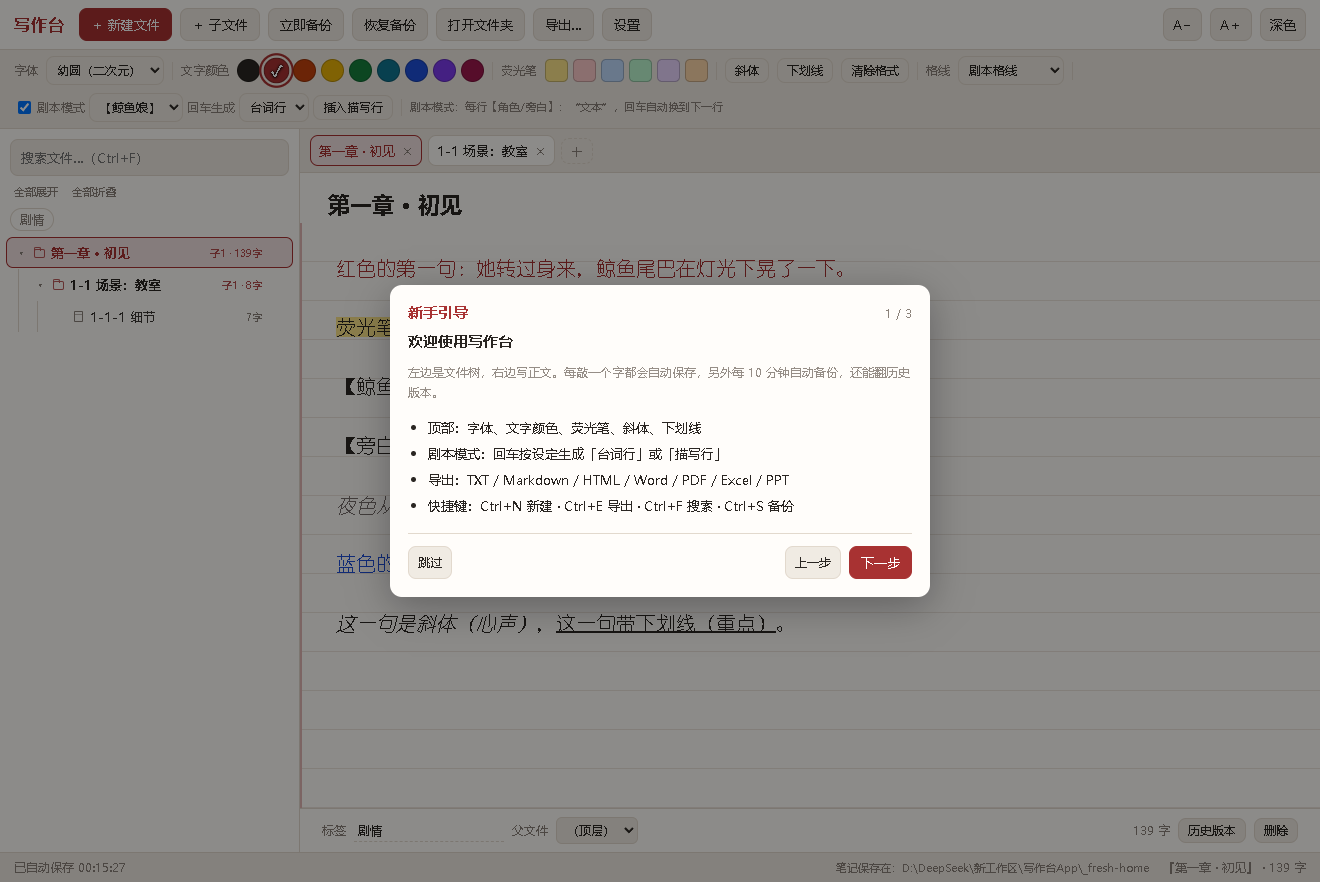 写作台 + 新建文件 + 子文件 立即备份 恢复备份 打开文件夹 导出... 设置 A- A+ 深色
字体 幼圆（二次元） 文字颜色 荧光笔 斜体 下划线 清除格式 格线 剧本格线
剧本模式 【鲸鱼娘】 回车生成 台词行 插入描写行 剧本模式：每行【角色/旁白】：“文本”，回车自动换到下一行
搜索文件... (Ctrl+F)
全部展开 全部折叠
剧情
第一章·初见 子1·139字
1-1 场景：教室 子1·8字
1-1-1 细节 7字
第一章·初见 × 1-1 场景：教室 × +
第一章·初见
红色的第一句：她转过身来，鲸鱼尾巴在灯光下晃了一下。
荧光笔
【鲸鱼
【旁白
夜色从
蓝色的
这一句是斜体（心声），这一句带下划线（重点）。
新手引导 1 / 3
欢迎使用写作台
左边是文件树，右边写正文。每敲一个字都会自动保存，另外每 10 分钟自动备份，还能翻历史
版本。
• 顶部：字体、文字颜色、荧光笔、斜体、下划线
• 剧本模式：回车按设定生成「台词行」或「描写行」
• 导出：TXT / Markdown / HTML / Word / PDF / Excel / PPT
• 快捷键：Ctrl+N 新建 · Ctrl+E 导出 · Ctrl+F 搜索 · Ctrl+S 备份
跳过 上一步 下一步
标签 剧情 父文件 （顶层） 139 字 历史版本 删除
已自动保存 00:15:27 笔记保存在：D:\DeepSeek\新工作区\写作台App\_fresh-home 『第一章·初见』 · 139 字